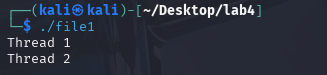 ┌──(kali㉿kali)-[~/Desktop/lab4]
└─$ ./file1
Thread 1
Thread 2